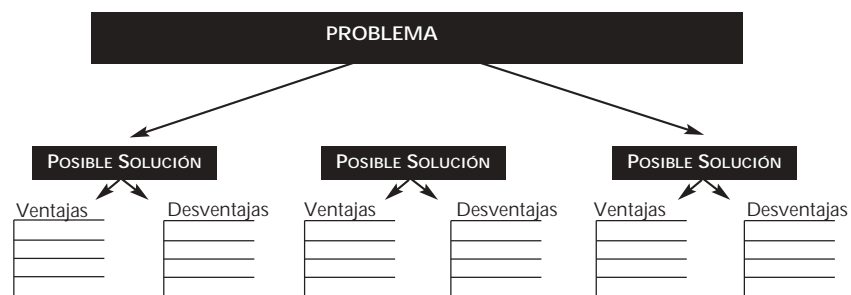 PROBLEMA
POSIBLE SOLUCIÓN POSIBLE SOLUCIÓN POSIBLE SOLUCIÓN
Ventajas Desventajas Ventajas Desventajas Ventajas Desventajas